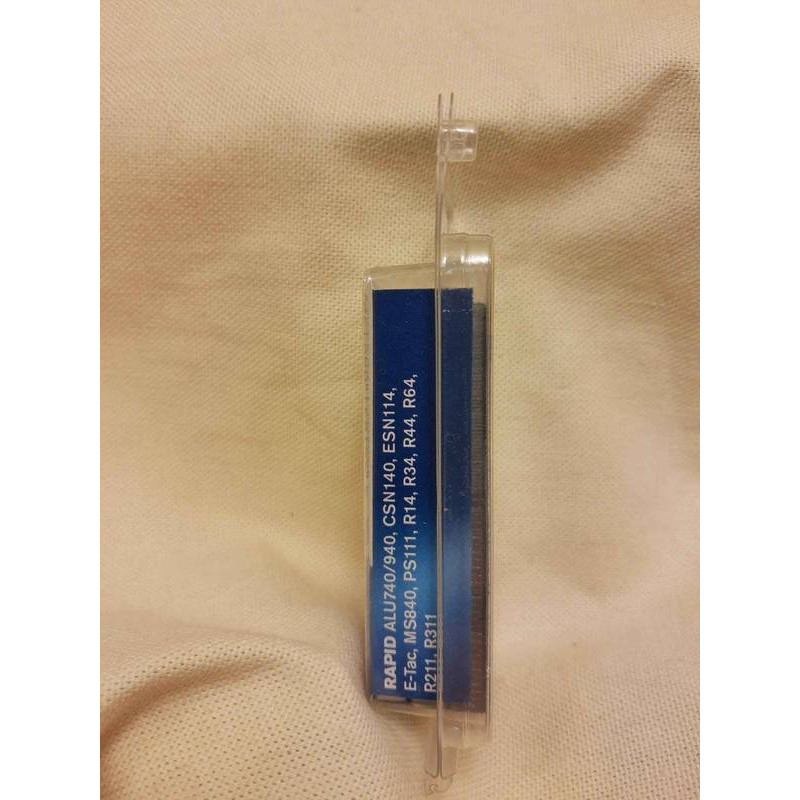 RAPID ALU740/940, CSN140, ESN114,
E-Tac, MS840, PS111, R14, R34, R44, R64,
R211, R311